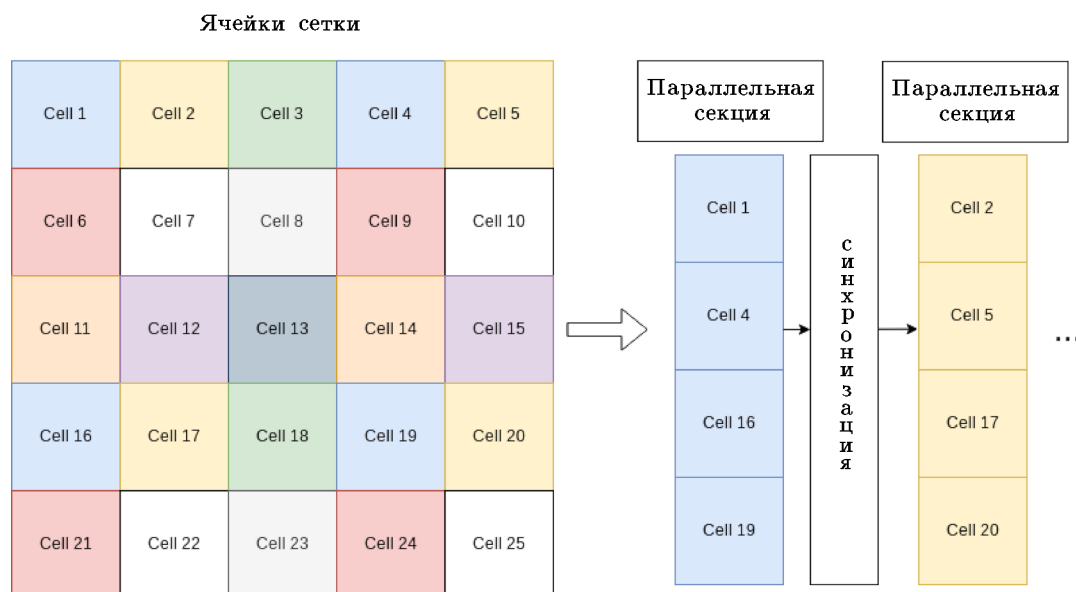 Ячейки сетки
Cell 1 Cell 2 Cell 3 Cell 4 Cell 5
Cell 6 Cell 7 Cell 8 Cell 9 Cell 10
Cell 11 Cell 12 Cell 13 Cell 14 Cell 15
Cell 16 Cell 17 Cell 18 Cell 19 Cell 20
Cell 21 Cell 22 Cell 23 Cell 24 Cell 25
Параллельная
секция
Cell 1
Cell 4
Cell 16
Cell 19
синхронизация
Параллельная
секция
Cell 2
Cell 5
Cell 17
Cell 20
...